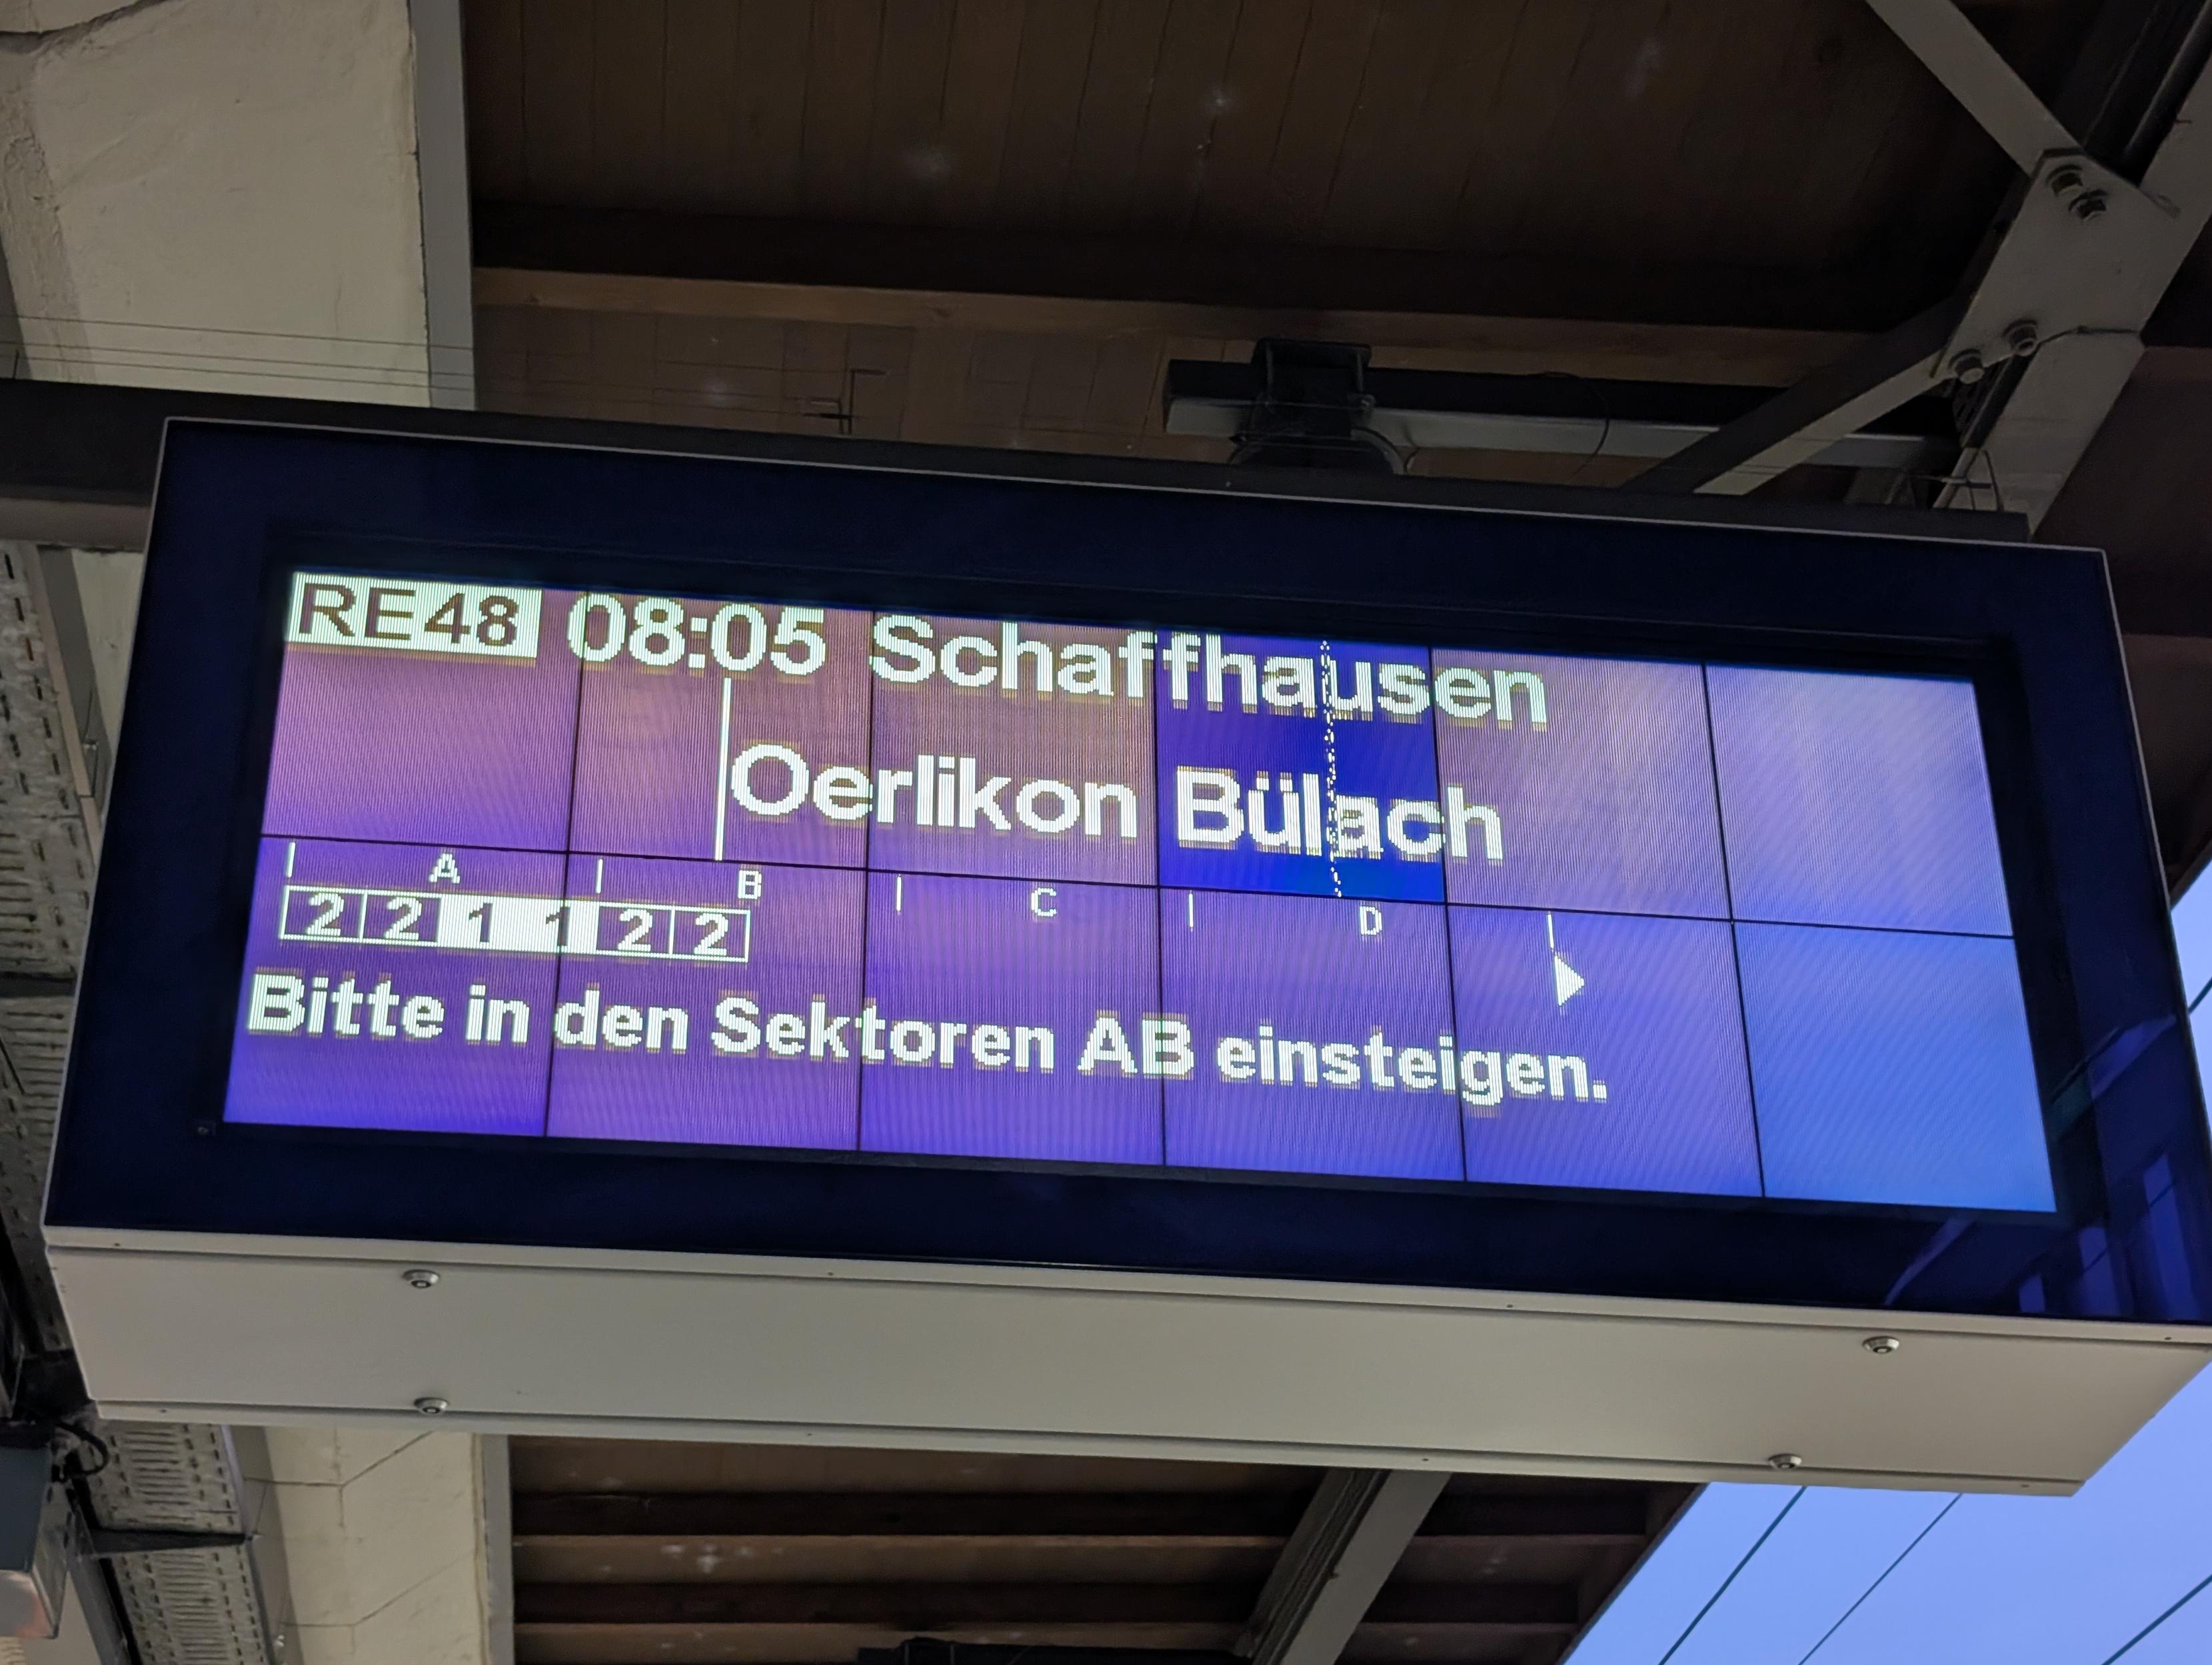 RE48 08:05 Schaffhausen
Oerlikon Bülach
A B C D
2 2 1 1 2 2
Bitte in den Sektoren AB einsteigen.